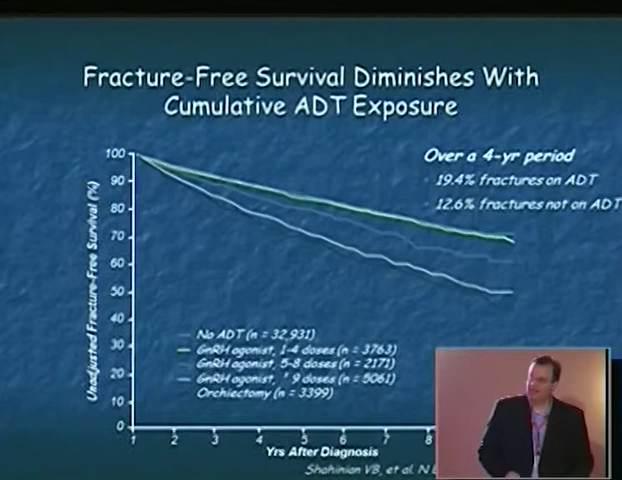 Fracture-Free Survival Diminishes With
Cumulative ADT Exposure
Over a 4-yr period
19.4% fractures on ADT
12.6% fractures not on ADT
Unadjusted Fracture-Free Survival (%)
100
90
80
70
60
50
40
30
20
10
0
No ADT (n = 32,931)
GnRH agonist, 1-4 doses (n = 3763)
GnRH agonist, 5-8 doses (n = 2171)
GnRH agonist, * 9 doses (n = 5061)
Orchiectomy (n = 3399)
1 2 3 4 5 6 7 8
Yrs After Diagnosis
Shahinian VB, et al. N